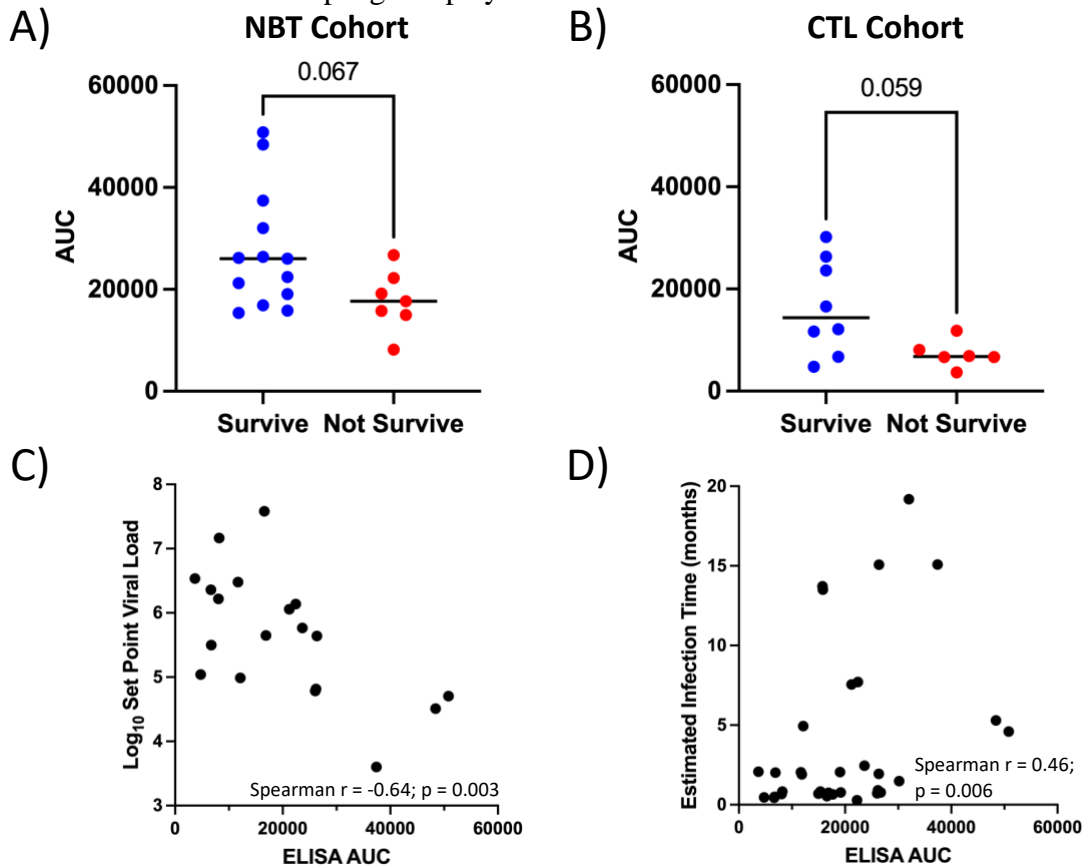 A)
NBT Cohort
0.067
60000
40000
20000
0
AUC
Survive Not Survive
B)
CTL Cohort
0.059
60000
40000
20000
0
AUC
Survive Not Survive
C)
8
7
6
5
4
3
Log10 Set Point Viral Load
Spearman r = -0.64; p = 0.003
0 20000 40000 60000
ELISA AUC
D)
20
15
10
5
0
Estimated Infection Time (months)
Spearman r = 0.46;
p = 0.006
0 20000 40000 60000
ELISA AUC